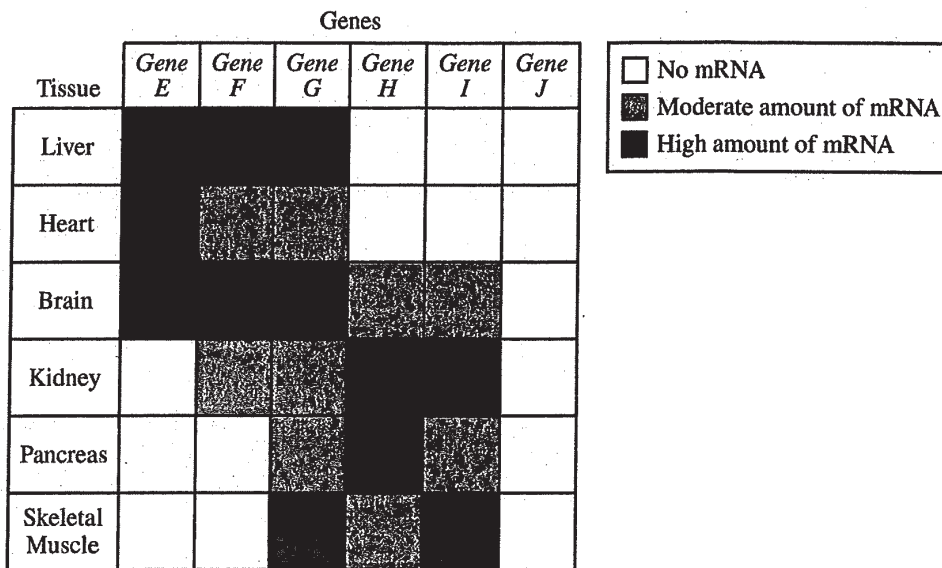 Genes
Tissue
Gene E
Gene F
Gene G
Gene H
Gene I
Gene J
No mRNA
Moderate amount of mRNA
High amount of mRNA
Liver
Heart
Brain
Kidney
Pancreas
Skeletal
Muscle